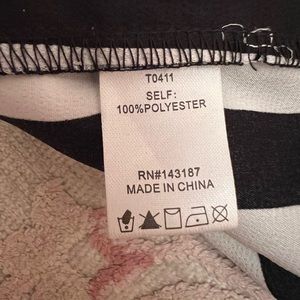 T0411
SELF:
100%POLYESTER
RN#143187
MADE IN CHINA